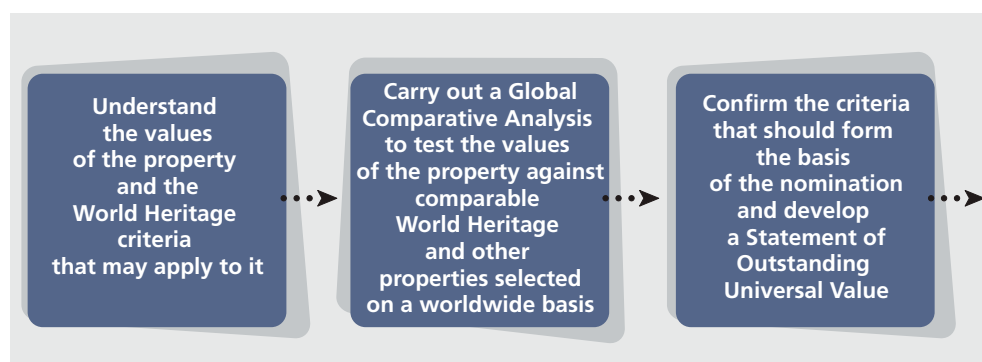 Understand
the values
of the property
and the
World Heritage
criteria
that may apply to it
Carry out a Global
Comparative Analysis
to test the values
of the property against
comparable
World Heritage
and other
properties selected
on a worldwide basis
Confirm the criteria
that should form
the basis
of the nomination
and develop
a Statement of
Outstanding
Universal Value